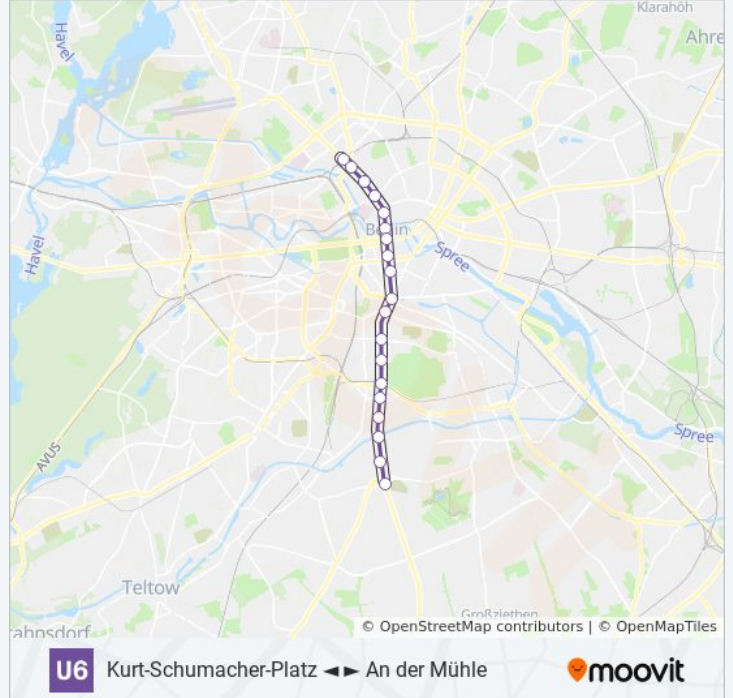 Klarahöh
Havel
Ahre
Berlin
Havel
Spree
AVUS
Spree
Teltow
Großziethen
rahnsdorf
© OpenStreetMap contributors | © OpenMapTiles
U6 Kurt-Schumacher-Platz ◄► An der Mühle moovit